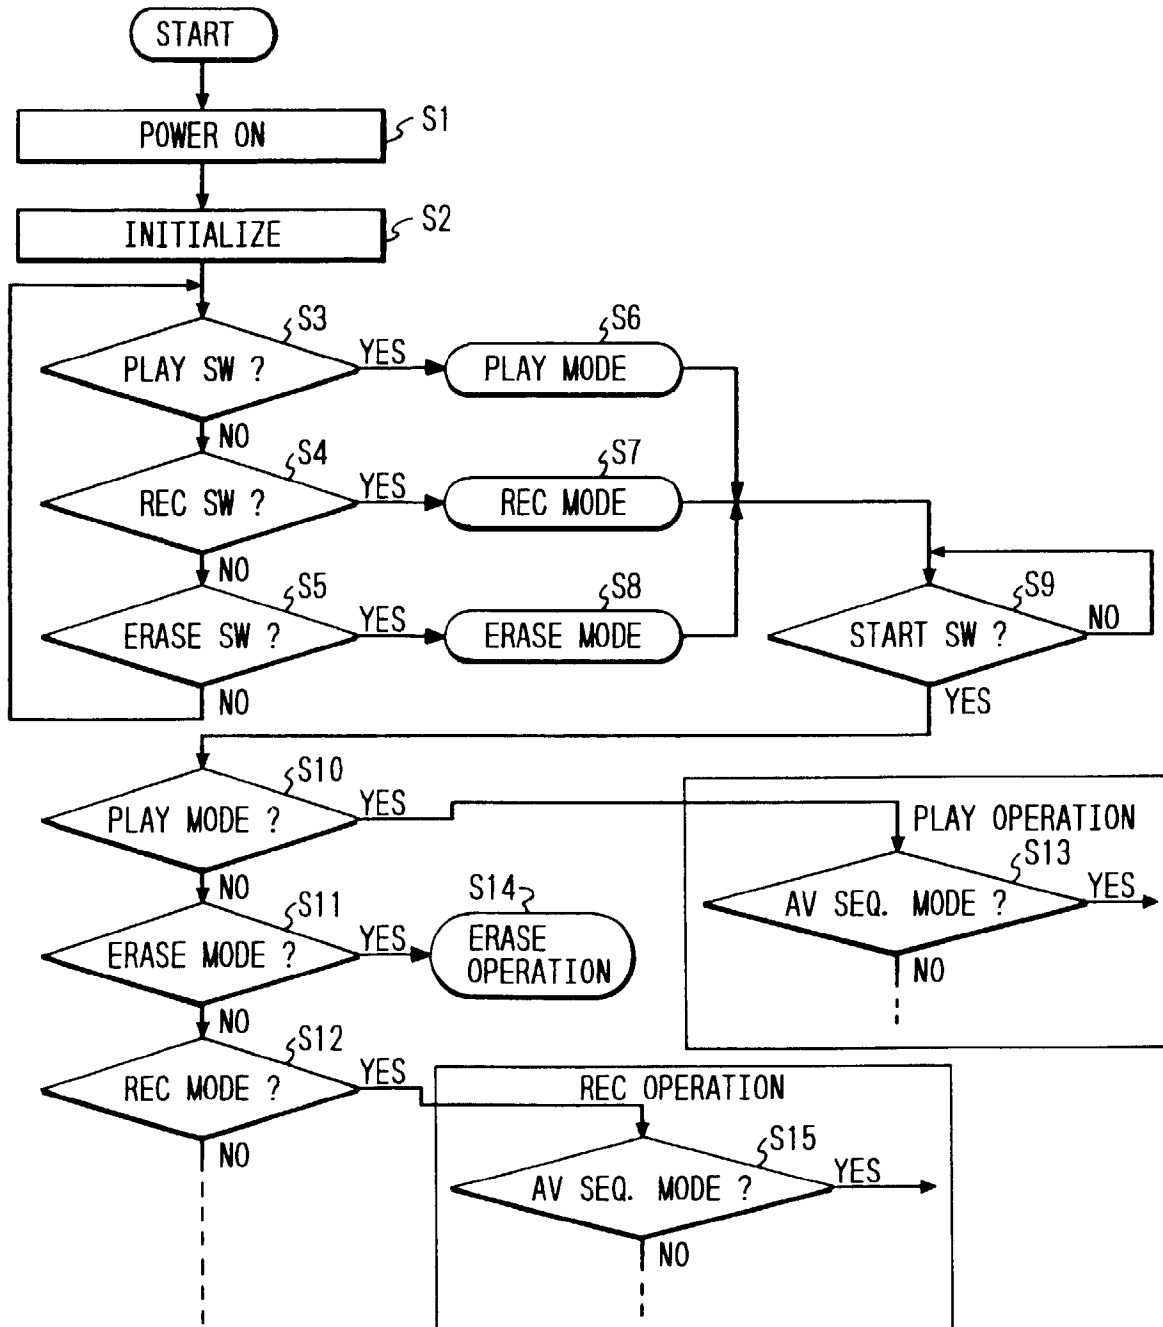 START
POWER ON
S1
INITIALIZE
S2
S3
PLAY SW ?
YES
NO
S6
PLAY MODE
S4
REC SW ?
YES
NO
S7
REC MODE
S5
ERASE SW ?
YES
NO
S8
ERASE MODE
S9
START SW ?
NO
YES
S10
PLAY MODE ?
YES
NO
PLAY OPERATION
S13
AV SEQ. MODE ?
YES
NO
S11
ERASE MODE ?
YES
NO
S14
ERASE
OPERATION
S12
REC MODE ?
YES
NO
REC OPERATION
S15
AV SEQ. MODE ?
YES
NO